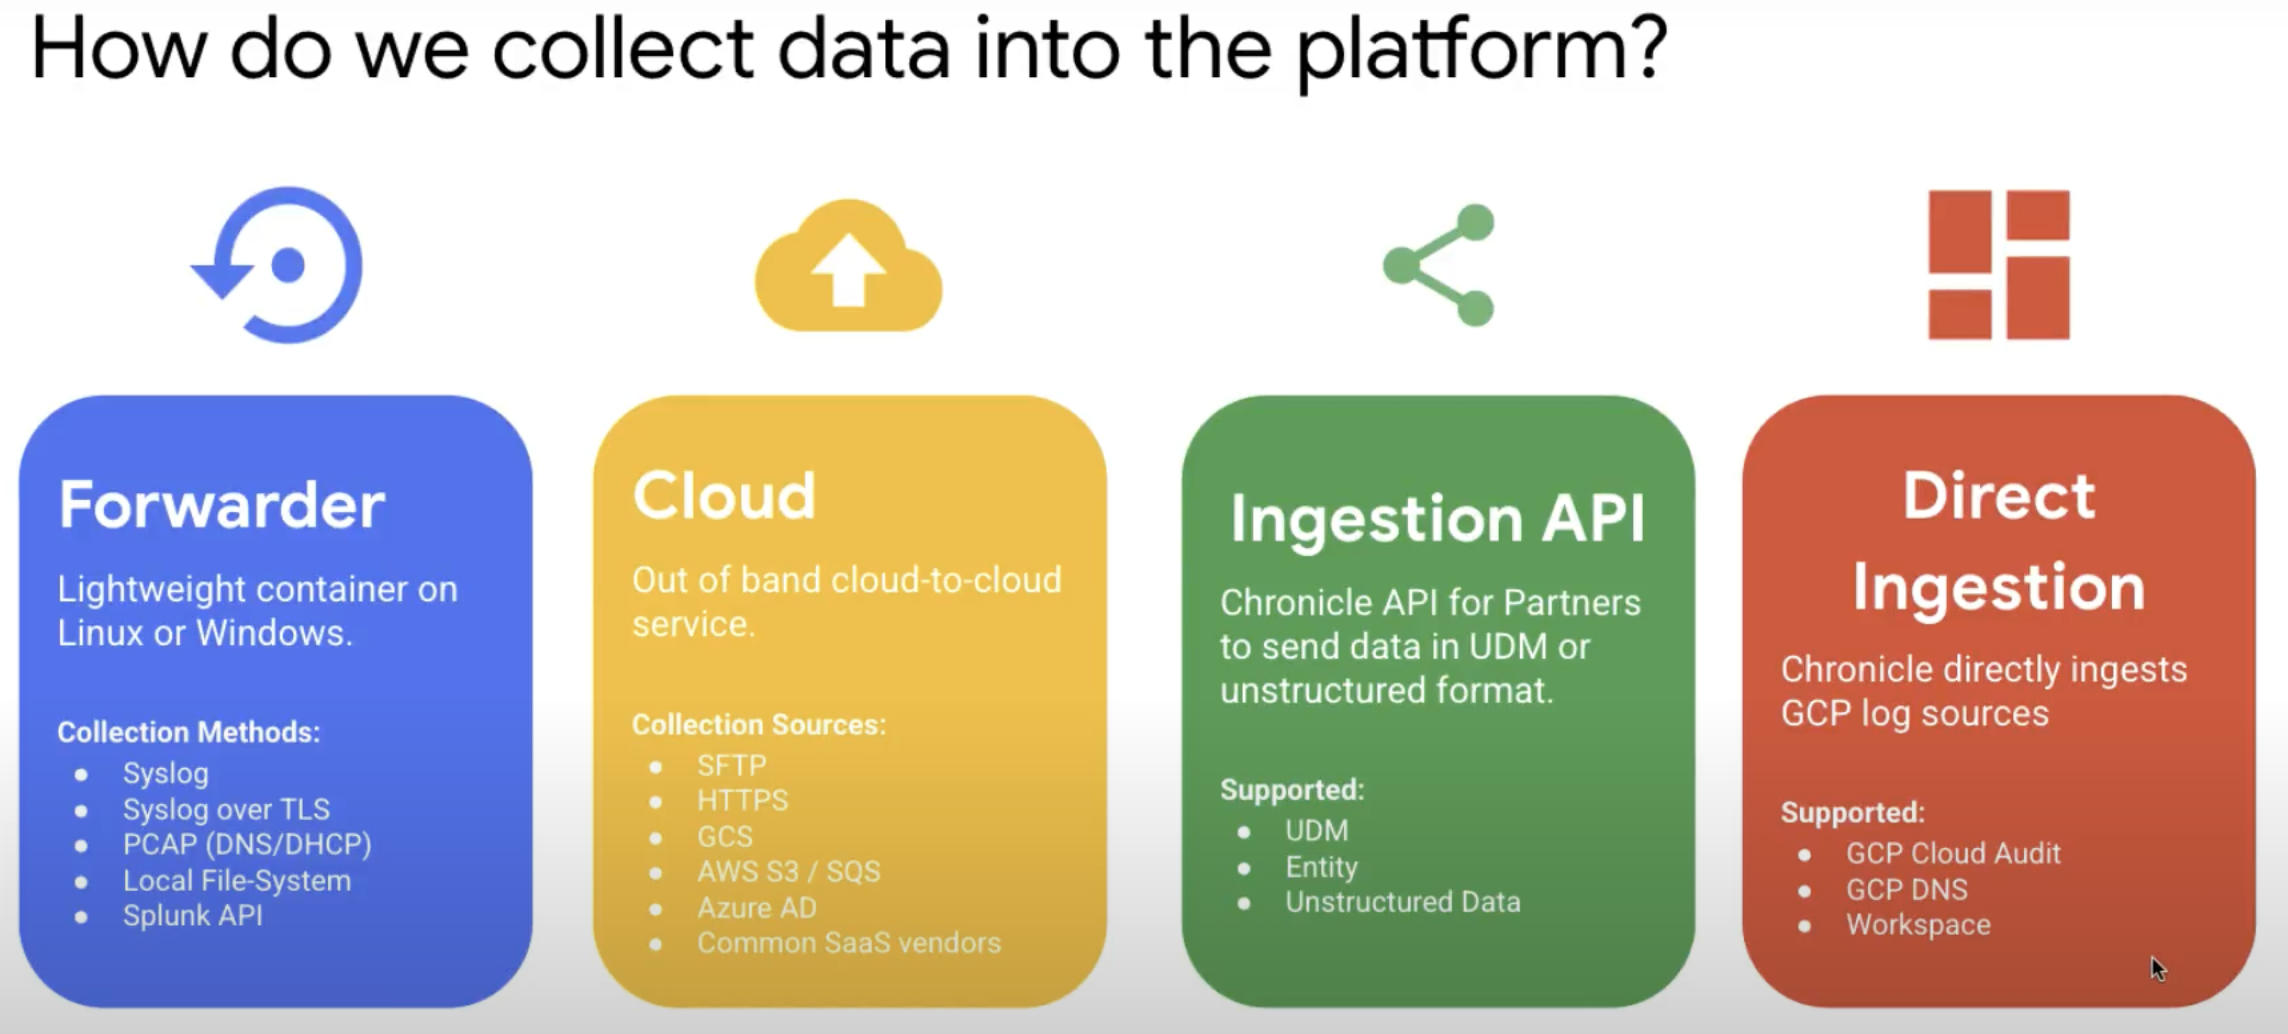 How do we collect data into the platform?
Forwarder
Lightweight container on
Linux or Windows.
Collection Methods:
● Syslog
● Syslog over TLS
● PCAP (DNS/DHCP)
● Local File-System
● Splunk API
Cloud
Out of band cloud-to-cloud
service.
Collection Sources:
● SFTP
● HTTPS
● GCS
● AWS S3 / SQS
● Azure AD
● Common SaaS vendors
Ingestion API
Chronicle API for Partners
to send data in UDM or
unstructured format.
Supported:
● UDM
● Entity
● Unstructured Data
Direct
Ingestion
Chronicle directly ingests
GCP log sources
Supported:
● GCP Cloud Audit
● GCP DNS
● Workspace